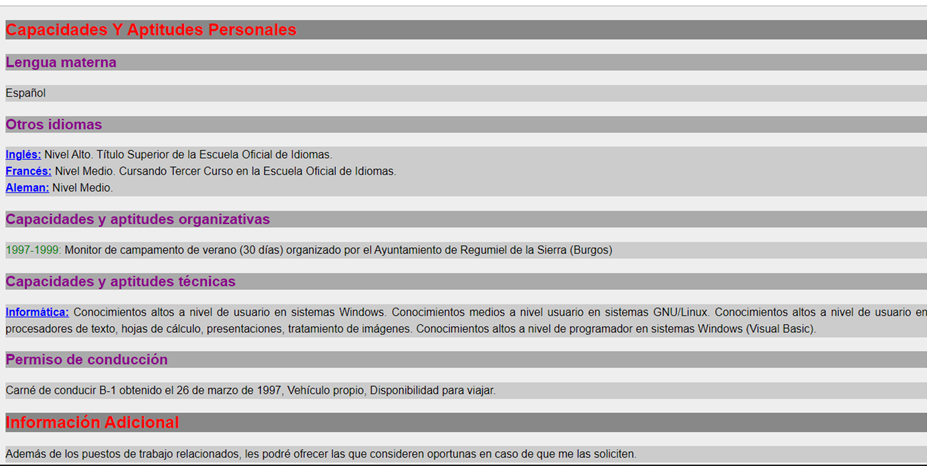 Capacidades Y Aptitudes Personales
Lengua materna
Español
Otros idiomas
Inglés: Nivel Alto. Título Superior de la Escuela Oficial de Idiomas.
Francés: Nivel Medio. Cursando Tercer Curso en la Escuela Oficial de Idiomas.
Aleman: Nivel Medio.
Capacidades y aptitudes organizativas
1997-1999: Monitor de campamento de verano (30 días) organizado por el Ayuntamiento de Regumiel de la Sierra (Burgos)
Capacidades y aptitudes técnicas
Informática: Conocimientos altos a nivel de usuario en sistemas Windows. Conocimientos medios a nivel usuario en sistemas GNU/Linux. Conocimientos altos a nivel de usuario en
procesadores de texto, hojas de cálculo, presentaciones, tratamiento de imágenes. Conocimientos altos a nivel de programador en sistemas Windows (Visual Basic).
Permiso de conducción
Carné de conducir B-1 obtenido el 26 de marzo de 1997, Vehículo propio, Disponibilidad para viajar.
Información Adicional
Además de los puestos de trabajo relacionados, les podré ofrecer las que consideren oportunas en caso de que me las soliciten.